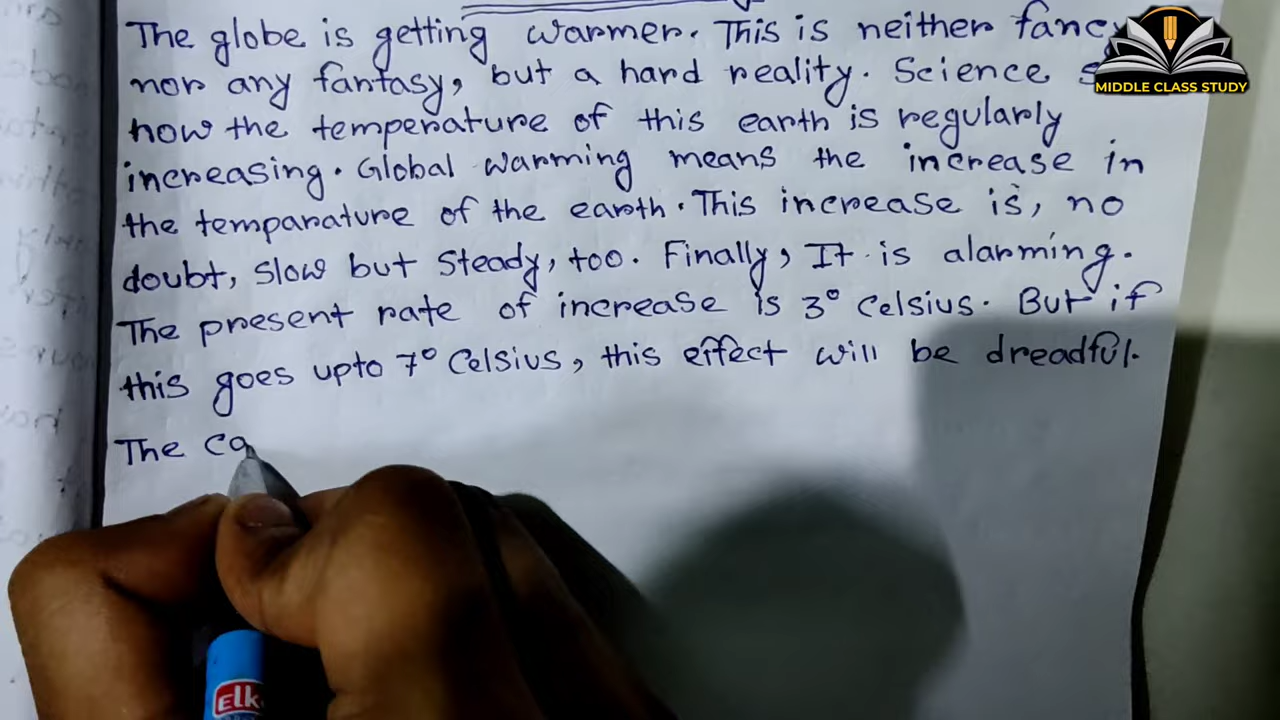 The globe is getting warmer. This is neither fancy
nor any fantasy, but a hard reality. Science
how the temperature of this earth is regularly
increasing. Global warming means the increase in
the temparature of the earth. This increase is, no
doubt, slow but steady, too. Finally, It is alarming.
The present rate of increase is 3° Celsius. But if
this goes upto 7° Celsius, this effect will be dreadful.
The ca
MIDDLE CLASS STUDY
Elk